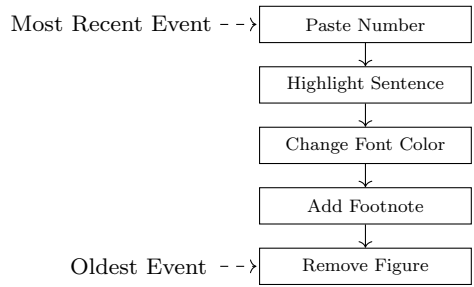 Most Recent Event
Paste Number
Highlight Sentence
Change Font Color
Add Footnote
Oldest Event
Remove Figure